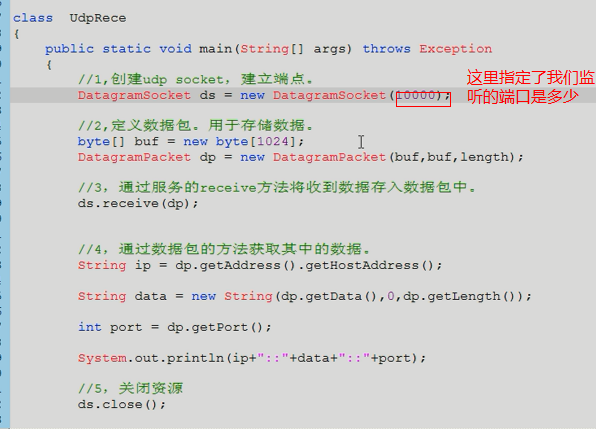 class UdpRece
{
public static void main(String[] args) throws Exception
{
//1,创建udp socket，建立端点。
DatagramSocket ds = new DatagramSocket(10000);
这里指定了我们监
听的端口是多少
//2,定义数据包。用于存储数据。
byte[] buf = new byte[1024];
DatagramPacket dp = new DatagramPacket(buf,buf,length);
//3，通过服务的receive方法将收到数据存入数据包中。
ds.receive(dp);
//4，通过数据包的方法获取其中的数据。
String ip = dp.getAddress().getHostAddress();
String data = new String(dp.getData(),0,dp.getLength());
int port = dp.getPort();
System.out.println(ip+"::"+data+"::"+port);
//5，关闭资源
ds.close();